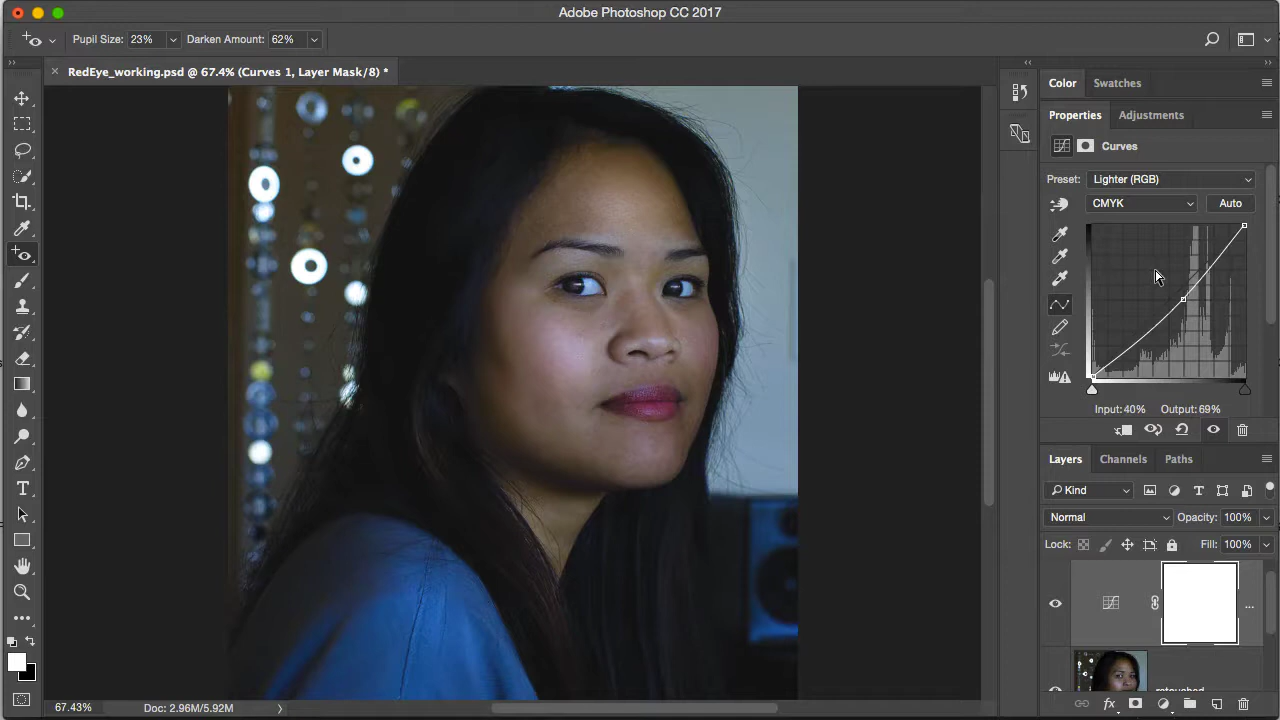 Adobe Photoshop CC 2017
Pupil Size: 23% Darken Amount: 62%
× RedEye_working.psd @ 67.4% (Curves 1, Layer Mask/8) *
Color Swatches
Properties Adjustments
Curves
Preset: Lighter (RGB)
CMYK Auto
Input: 40% Output: 69%
Layers Channels Paths
Kind
Normal Opacity: 100%
Lock: Fill: 100%
...
67.43% Doc: 2.96M/5.92M